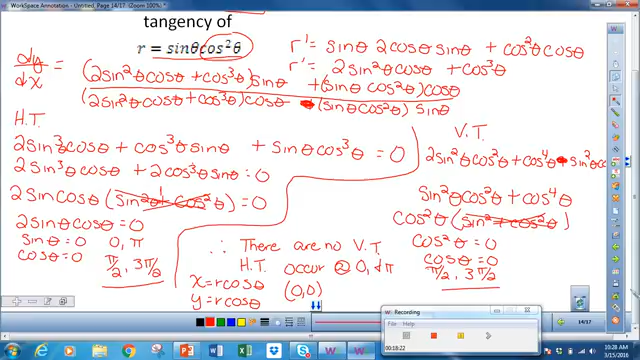 WorkSpace Annotation, Page 14/17(Zoom 100%)
tangency of
r = sinθcos²θ
r' = sinθ 2cosθ sinθ + cos²θ cosθ
r' = 2sin²θcosθ + cos³θ
dy/dx = (2sin²θcosθ + cos³θ)sinθ + (sinθ cos²θ)cosθ
(2sin²θcosθ + cos³θ)cosθ - (sinθcos²θ) sinθ
H.T.
2sin³θcosθ + cos³θ sinθ + sinθ cos³θ = 0
2sin³θcosθ + 2cos³θ sinθ = 0
2sinθcosθ (sin²θ + cos²θ) = 0
1
2sinθcosθ = 0
sinθ = 0 0, π
cosθ = 0 π/2, 3π/2
V.T.
2sin²θcos²θ + cos⁴θ - sin²θco
sin²θcos²θ + cos⁴θ
cos²θ (sin² + cos²θ)
cos²θ = 0
cosθ = 0
π/2, 3π/2
∴ There are no V.T.
H.T. occur @ 0, π
x = rcosθ (0,0)
y = rcosθ
Recording
File Help
00:18:22
14/17
10:28 AM
3/15/2016